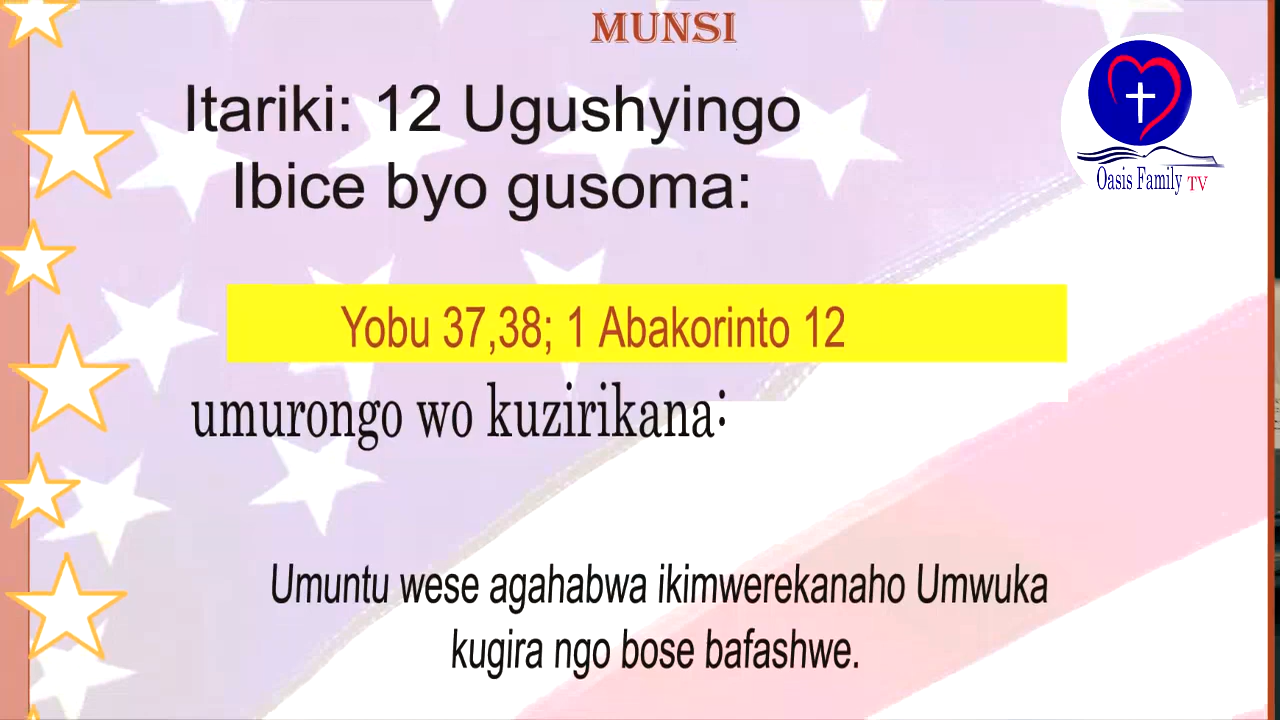 MUNSI
Itariki: 12 Ugushyingo
Ibice byo gusoma:
Oasis Family TV
Yobu 37,38; 1 Abakorinto 12
umurongo wo kuzirikana:
Umuntu wese agahabwa ikimwerekanaho Umwuka
kugira ngo bose bafashwe.